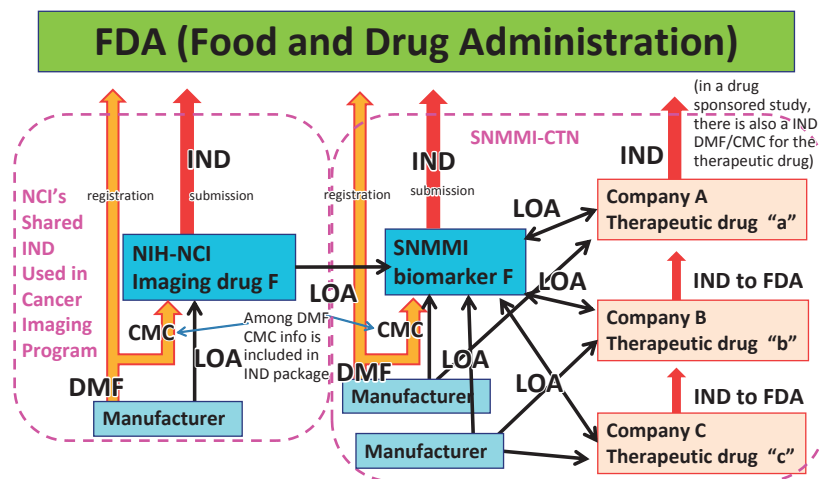 FDA (Food and Drug Administration)
(in a drug
sponsored study,
there is also a IND
DMF/CMC for the
therapeutic drug)
SNMMI-CTN
IND
IND
IND
registration
submission
registration
submission
NCI's
Shared
IND
Used in
Cancer
Imaging
Program
NIH-NCI
Imaging drug F
SNMMI
biomarker F
LOA
Company A
Therapeutic drug "a"
LOA
LOA
IND to FDA
CMC
Among DMF
CMC info is
included in
IND package
CMC
Company B
Therapeutic drug "b"
LOA
LOA
LOA
DMF
DMF
IND to FDA
Manufacturer
Manufacturer
Manufacturer
Company C
Therapeutic drug "c"